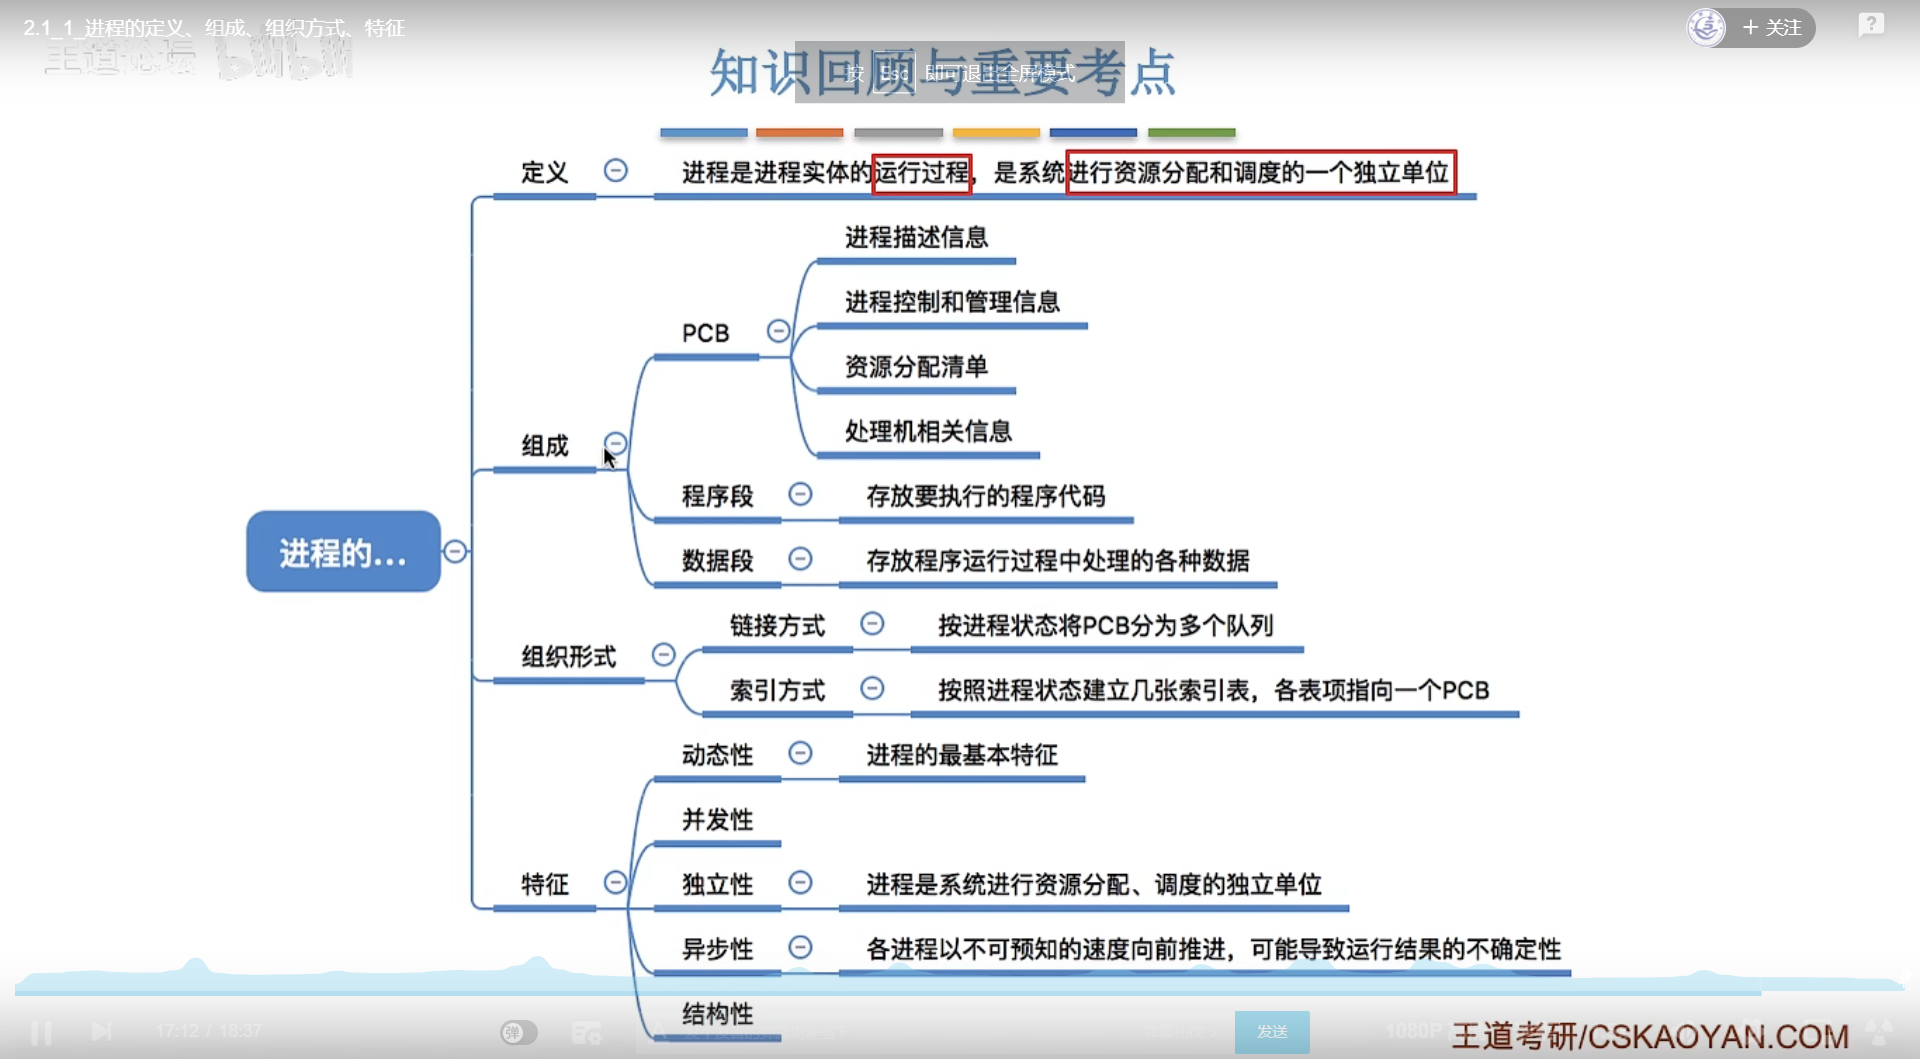 2.1_1_进程的定义、组成、组织方式、特征
+ 关注
?
王道论坛 bilibili
知识回顾与重要考点
按 Esc 即可退出全屏模式
定义
进程是进程实体的运行过程，是系统进行资源分配和调度的一个独立单位
进程描述信息
进程控制和管理信息
PCB
资源分配清单
处理机相关信息
组成
程序段
存放要执行的程序代码
数据段
存放程序运行过程中处理的各种数据
进程的...
链接方式
按进程状态将PCB分为多个队列
组织形式
索引方式
按照进程状态建立几张索引表，各表项指向一个PCB
动态性
进程的最基本特征
并发性
特征
独立性
进程是系统进行资源分配、调度的独立单位
异步性
各进程以不可预知的速度向前推进，可能导致运行结果的不确定性
结构性
17:12 / 18:37
弹
发送
1080P
王道考研/CSKAOYAN.COM